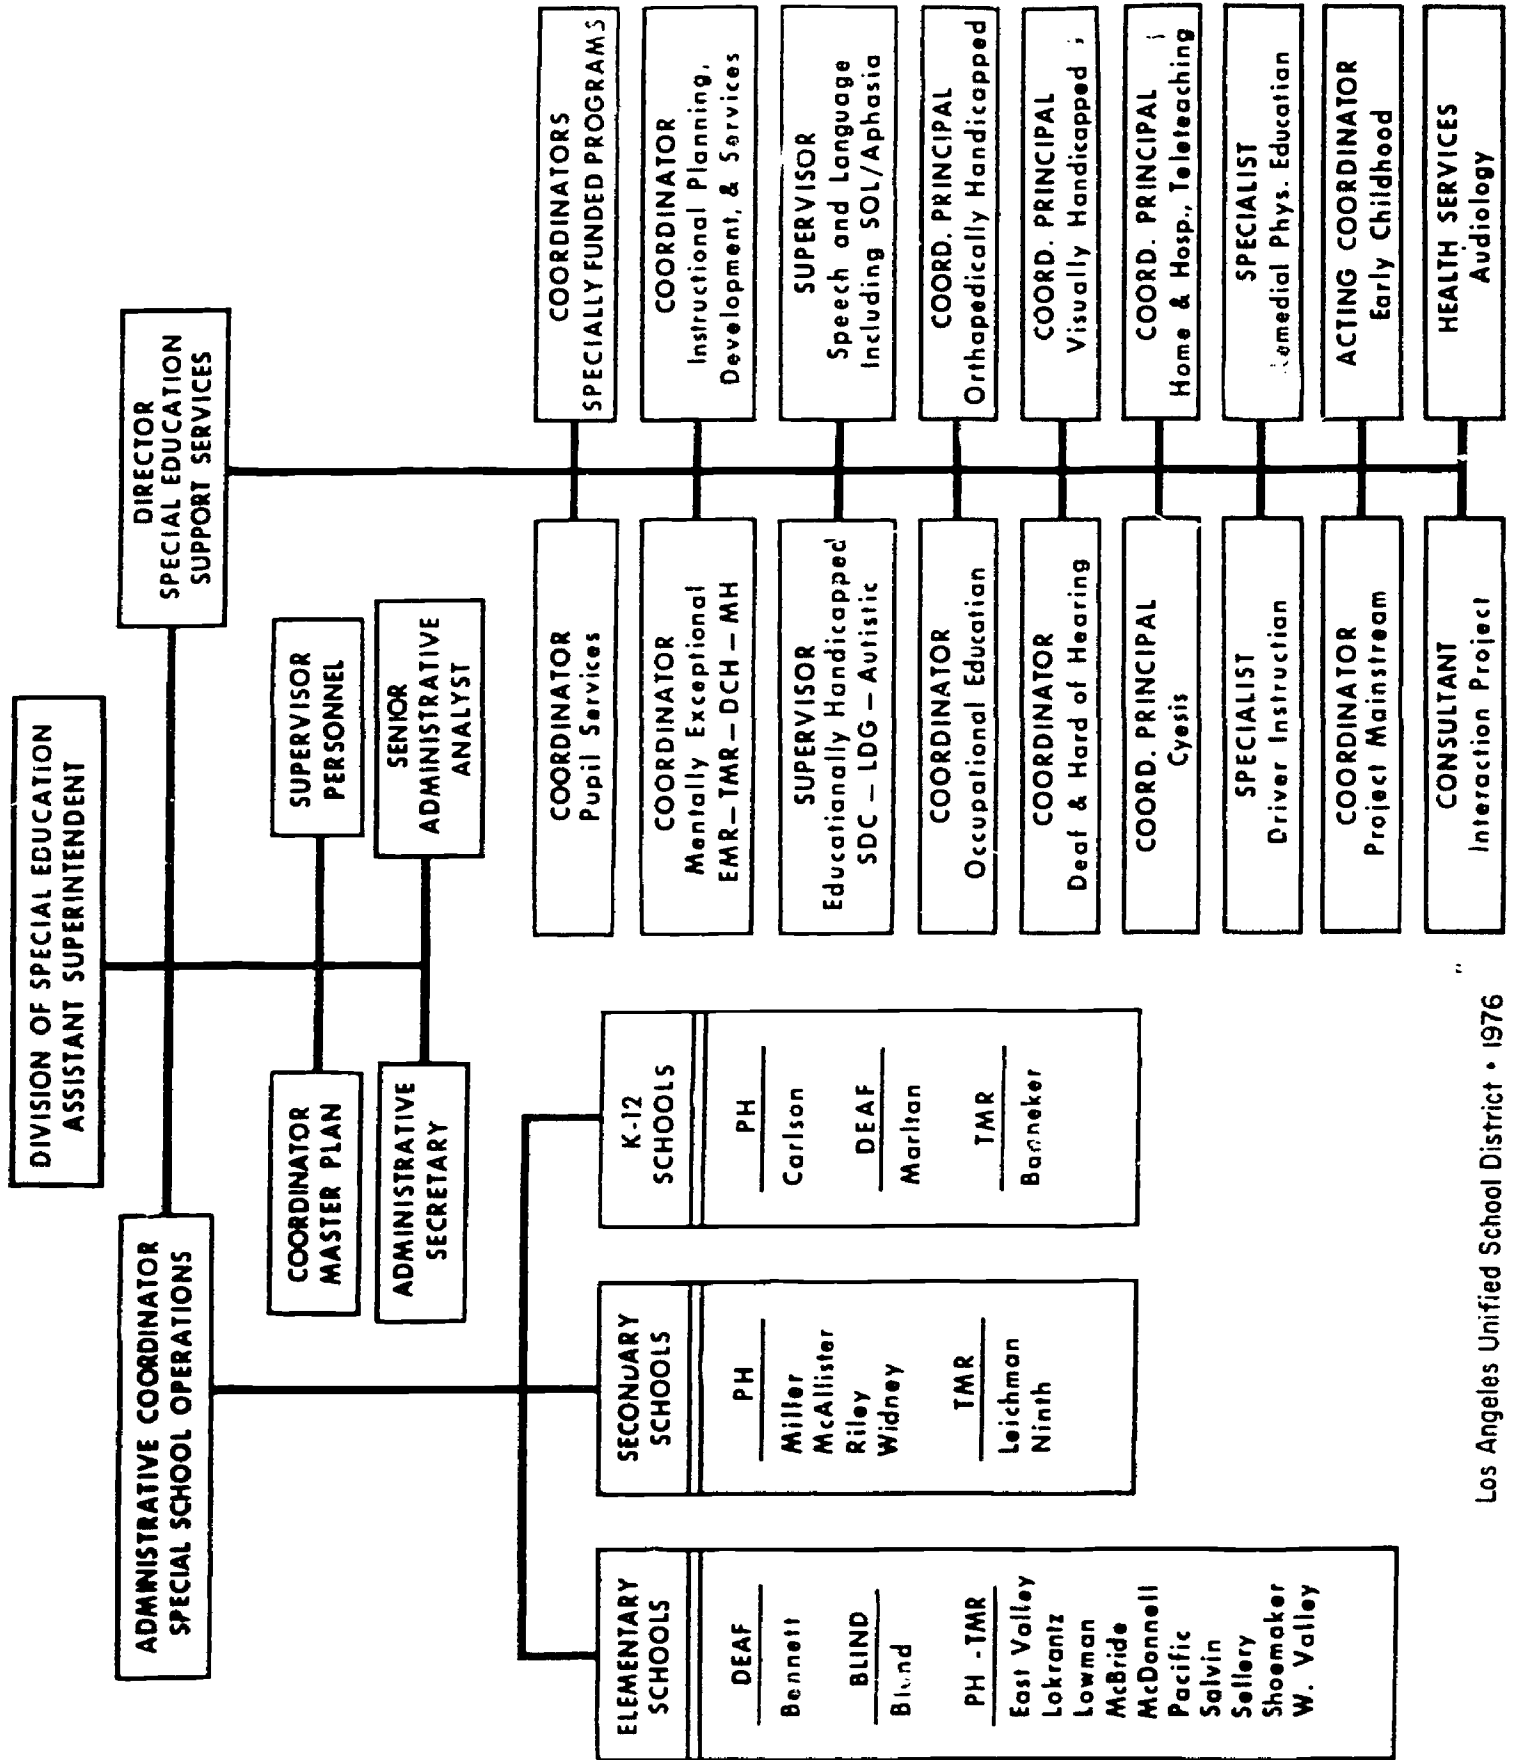 DIVISION OF SPECIAL EDUCATION
ASSISTANT SUPERINTENDENT
ADMINISTRATIVE COORDINATOR
SPECIAL SCHOOL OPERATIONS
DIRECTOR
SPECIAL EDUCATION
SUPPORT SERVICES
COORDINATOR
MASTER PLAN
SUPERVISOR
PERSONNEL
ADMINISTRATIVE
SECRETARY
SENIOR
ADMINISTRATIVE
ANALYST
ELEMENTARY
SCHOOLS
DEAF
Bennett
BLIND
Blend
PH - TMR
East Valley
Lokrantz
Lowman
McBride
McDonnell
Pacific
Salvin
Sellery
Shoemaker
W. Valley
SECONDARY
SCHOOLS
PH
Miller
McAllister
Riley
Widney
TMR
Leichman
Ninth
K-12
SCHOOLS
PH
Carlson
DEAF
Marltan
TMR
Banneker
COORDINATOR
Pupil Services
COORDINATORS
SPECIALLY FUNDED PROGRAMS
COORDINATOR
Mentally Exceptional
EMR – TMR – DCH – MH
COORDINATOR
Instructional Planning,
Development, & Services
SUPERVISOR
Educationally Handicapped
SDC – LDG – Autistic
SUPERVISOR
Speech and Language
Including SOL/Aphasia
COORDINATOR
Occupational Education
COORD. PRINCIPAL
Orthapedically Handicapped
COORDINATOR
Deaf & Hard of Hearing
COORD. PRINCIPAL
Visually Handicapped
COORD. PRINCIPAL
Cyesis
COORD. PRINCIPAL
Home & Hosp., Teleteaching
SPECIALIST
Driver Instruction
SPECIALIST
Remedial Phys. Education
COORDINATOR
Project Mainstream
ACTING COORDINATOR
Early Childhood
CONSULTANT
Interaction Project
HEALTH SERVICES
Audiology
Los Angeles Unified School District • 1976